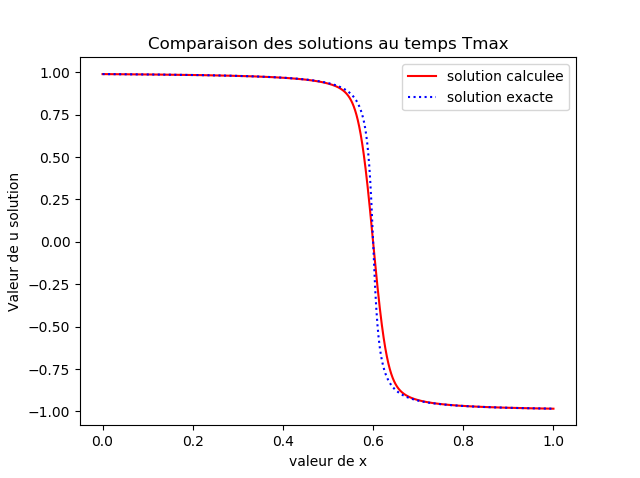 Comparaison des solutions au temps Tmax
solution calculee
solution exacte
Valeur de u solution
1.00
0.75
0.50
0.25
0.00
−0.25
−0.50
−0.75
−1.00
0.0 0.2 0.4 0.6 0.8 1.0
valeur de x